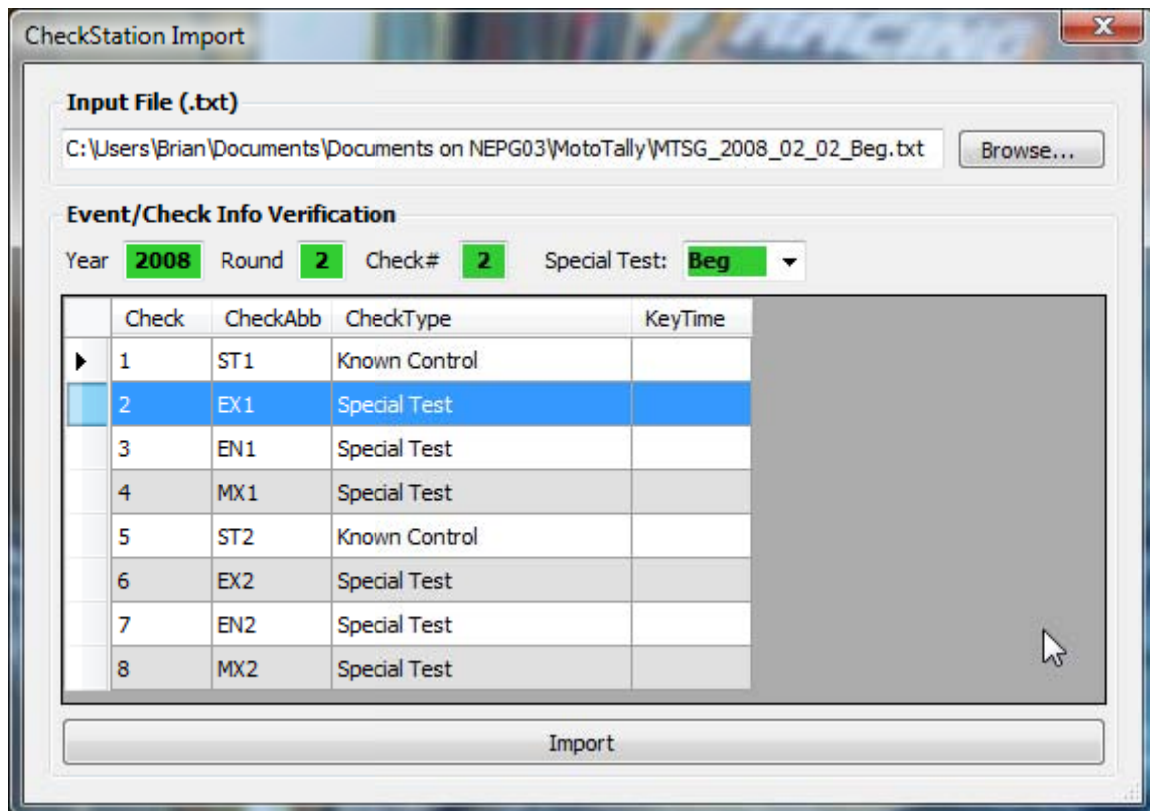 CheckStation Import
RACING
Input File (.txt)
C:\Users\Brian\Documents\Documents on NEPG03\MotoTally\MTSG_2008_02_02_Beg.txt Browse...
Event/Check Info Verification
Year 2008 Round 2 Check# 2 Special Test: Beg
Check CheckAbb CheckType KeyTime
1 ST1 Known Control
2 EX1 Special Test
3 EN1 Special Test
4 MX1 Special Test
5 ST2 Known Control
6 EX2 Special Test
7 EN2 Special Test
8 MX2 Special Test
Import